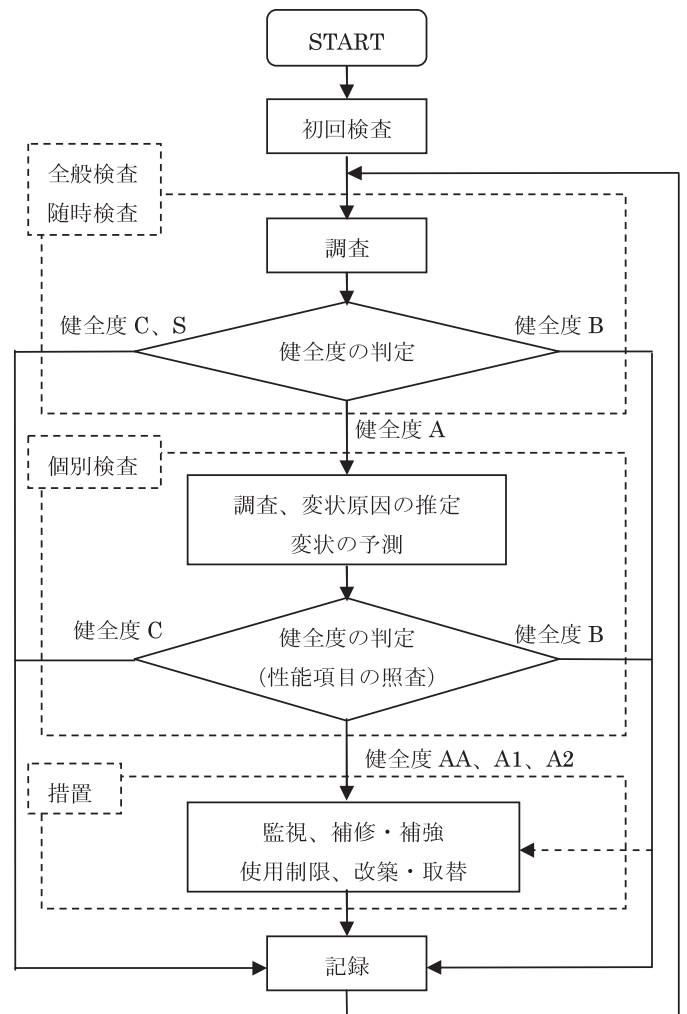 START
初回検査
全般検査
随時検査
調査
健全度 C、S
健全度 B
健全度の判定
健全度 A
個別検査
調査、変状原因の推定
変状の予測
健全度 C
健全度の判定
健全度 B
（性能項目の照査）
健全度 AA、A1、A2
措置
監視、補修・補強
使用制限、改築・取替
記録